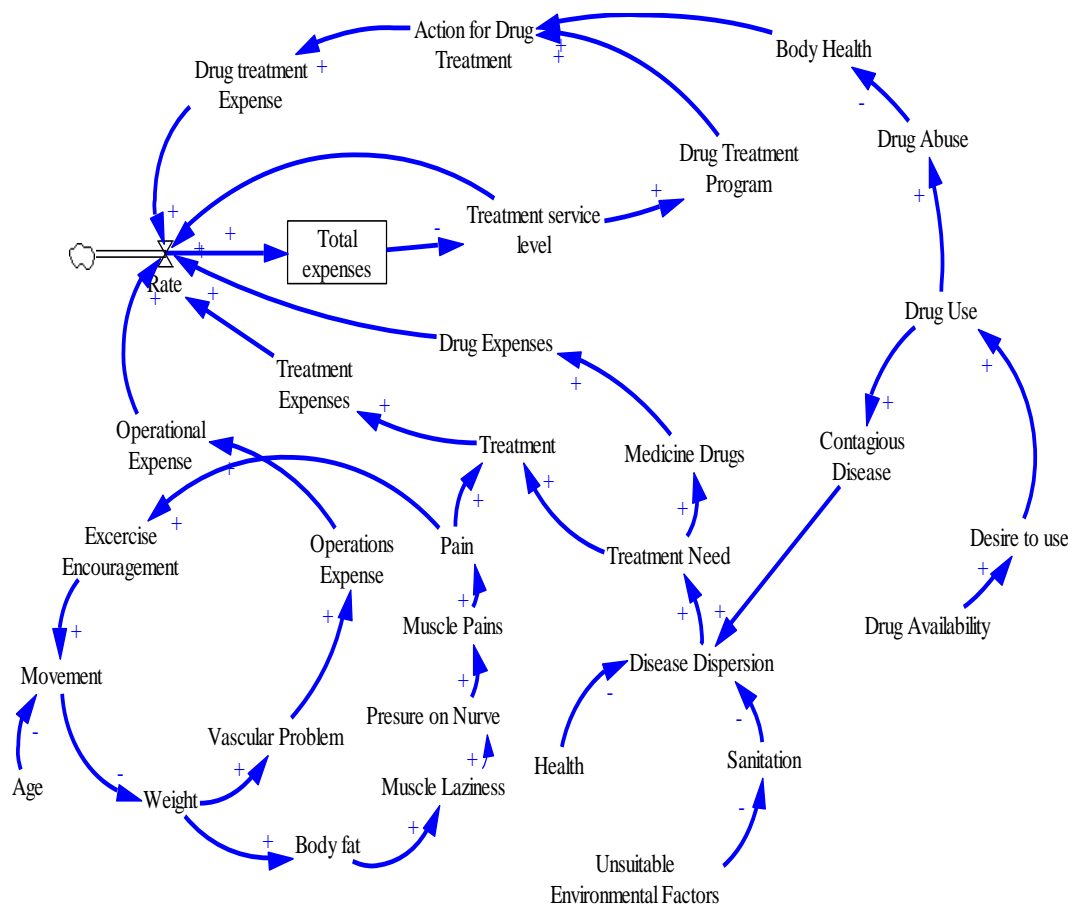 Action for Drug
Treatment
Body Health
Drug treatment
Expense
+
+
+
-
Drug Abuse
Drug Treatment
Program
+
+
+
Treatment service
level
+
-
Total
expenses
+
+
Rate
+
+
Drug Use
Drug Expenses
+
Treatment
Expenses
+
+
+
Operational
Expense
Contagious
Disease
Treatment
Medicine Drugs
+
+
+
+
+
+
Excercise
Encouragement
Operations
Expense
Pain
Treatment Need
Desire to use
+
+
+
+
+
Muscle Pains
Drug Availability
+
Movement
Disease Dispersion
+
-
-
-
Presure on Nurve
Vascular Problem
+
+
Health
Sanitation
-
Age
Muscle Laziness
Weight
-
+
+
Body fat
Unsuitable
Environmental Factors